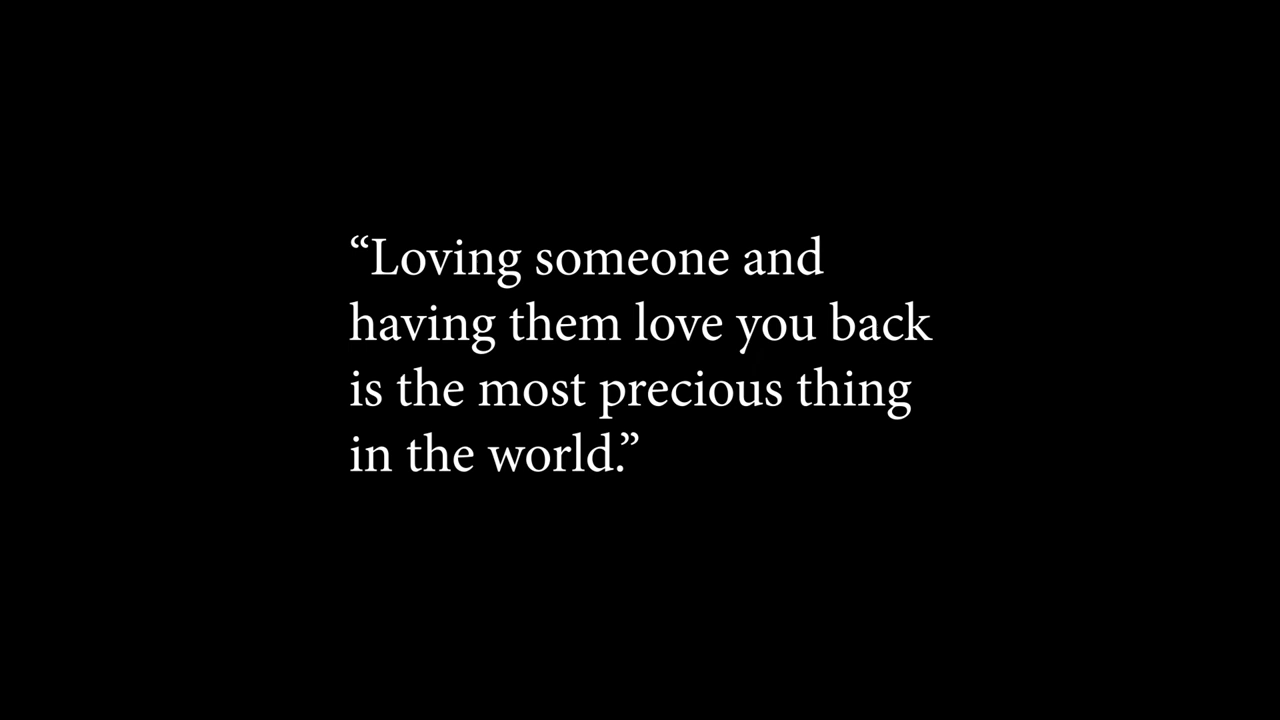 “Loving someone and
having them love you back
is the most precious thing
in the world.”